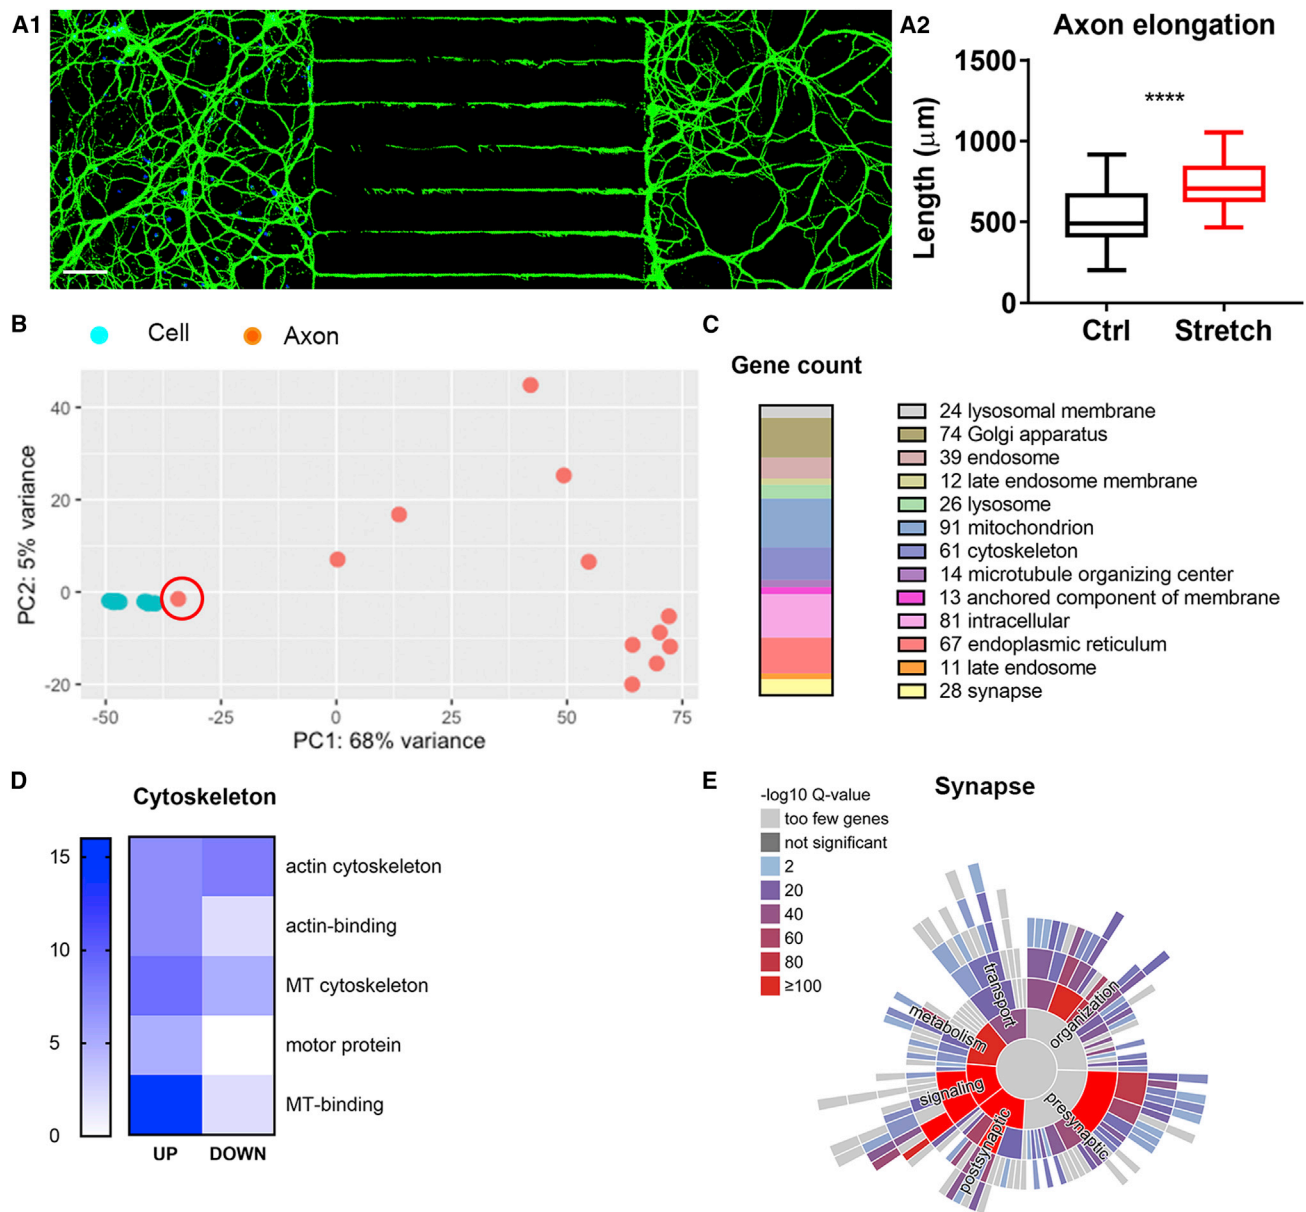 A1
A2
Axon elongation
1500
1000
500
0
Length (μm)
****
Ctrl
Stretch
B
Cell
Axon
40
20
0
-20
PC2: 5% variance
-50
-25
0
25
50
75
PC1: 68% variance
C
Gene count
24 lysosomal membrane
74 Golgi apparatus
39 endosome
12 late endosome membrane
26 lysosome
91 mitochondrion
61 cytoskeleton
14 microtubule organizing center
13 anchored component of membrane
81 intracellular
67 endoplasmic reticulum
11 late endosome
28 synapse
D
Cytoskeleton
15
10
5
0
actin cytoskeleton
actin-binding
MT cytoskeleton
motor protein
MT-binding
UP
DOWN
E
Synapse
-log10 Q-value
too few genes
not significant
2
20
40
60
80
≥100
transport
organization
metabolism
signaling
postsynaptic
presynaptic